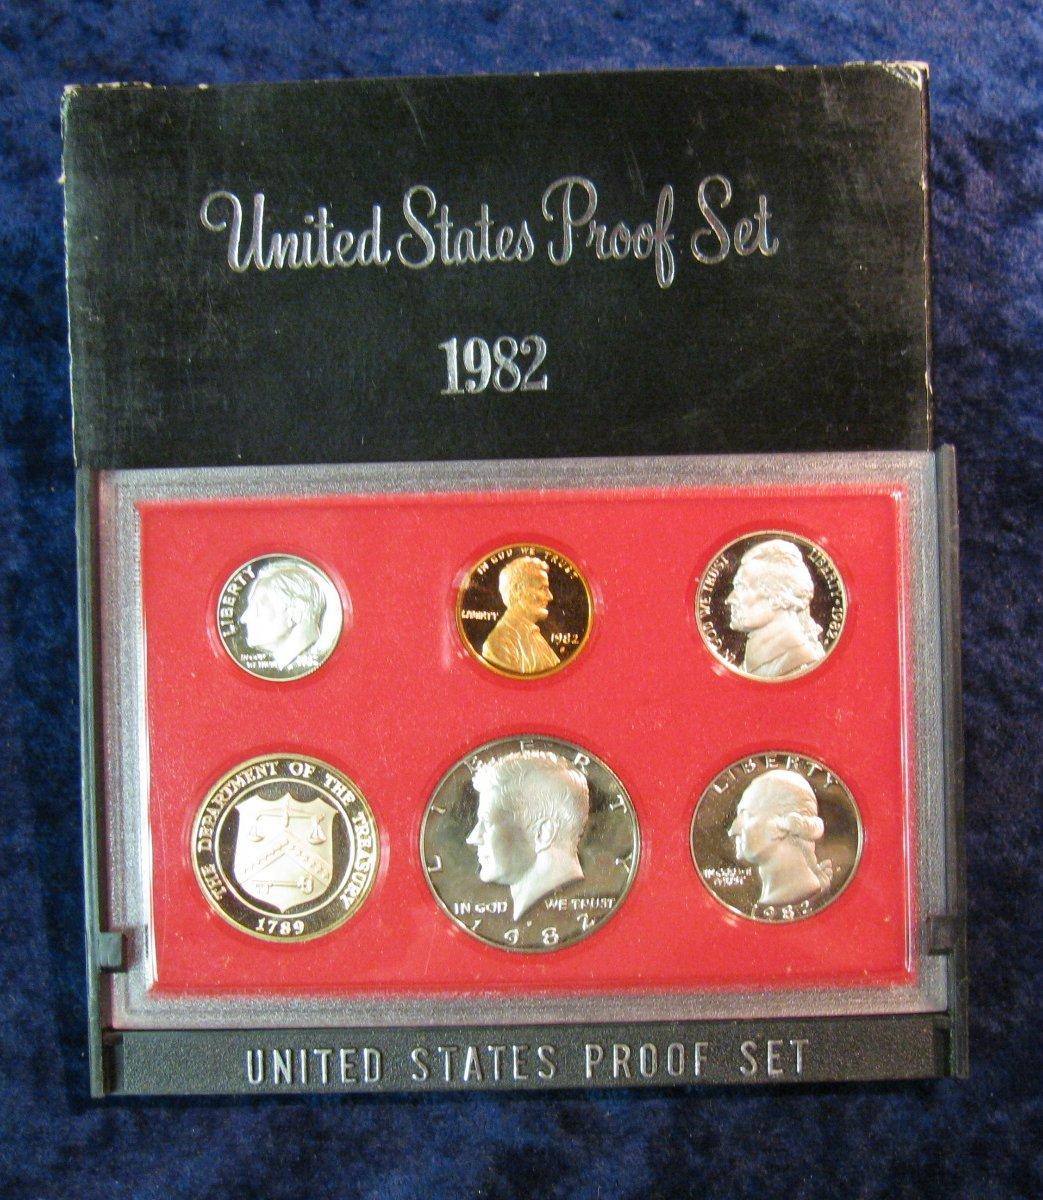 United States Proof Set
1982
LIBERTY
IN GOD WE TRUST
LIBERTY
1982
IN GOD WE TRUST
LIBERTY · 1982
THE DEPARTMENT OF THE TREASURY
1789
LIBERTY
IN GOD WE TRUST
1982
LIBERTY
IN GOD WE TRUST
1982
UNITED STATES PROOF SET